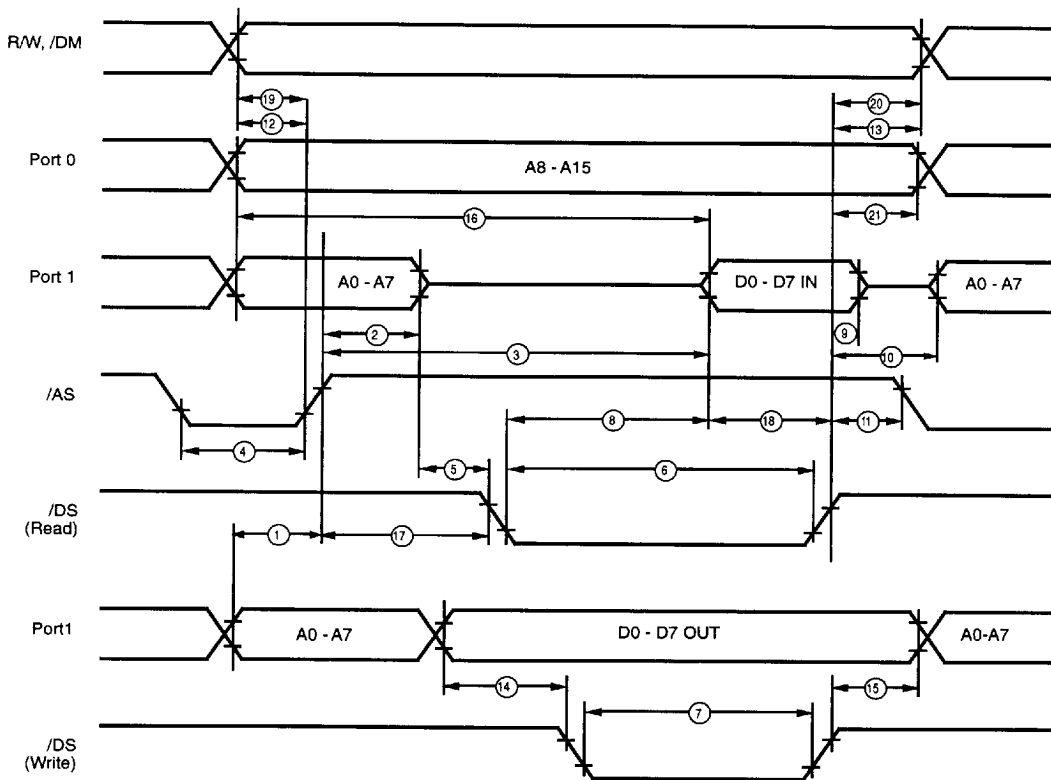 R/W, /DM
19 20
12 13
Port 0
A8 - A15
16 21
Port 1
A0 - A7 D0 - D7 IN A0 - A7
2 9
3 10
/AS
8 18 11
4
5 6
/DS
(Read)
1 17
Port1
A0 - A7 D0 - D7 OUT A0-A7
14 15
7
/DS
(Write)